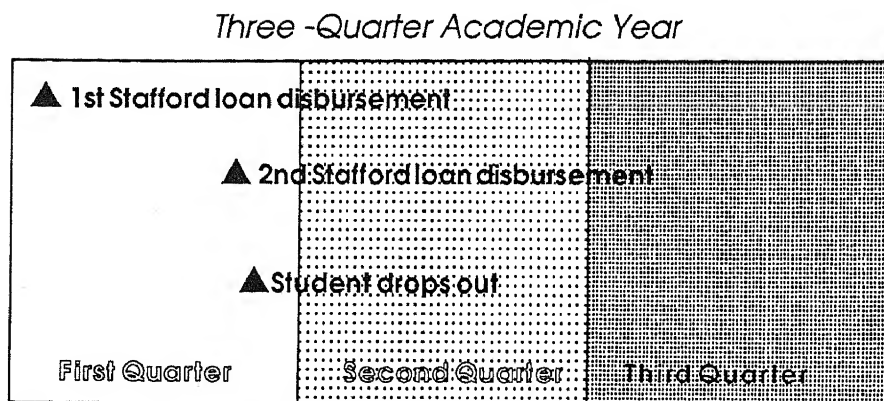 Three -Quarter Academic Year
1st Stafford loan disbursement
2nd Stafford loan disbursement
Student drops out
First Quarter
Second Quarter
Third Quarter